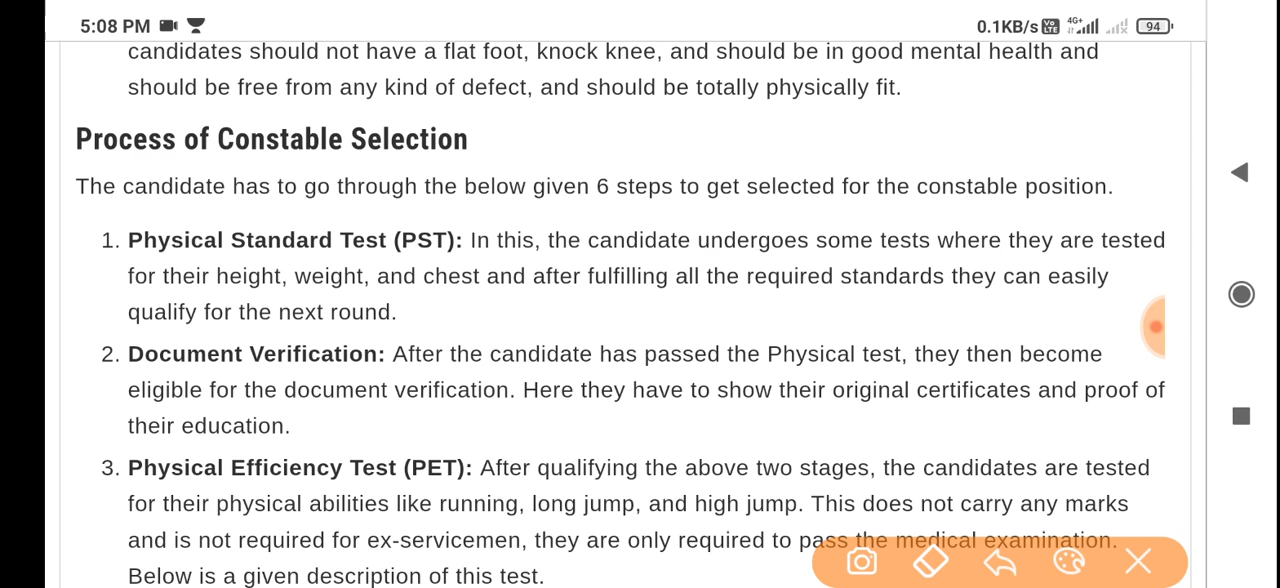 5:08 PM
0.1KB/s Vo LTE 4G+ 94
candidates should not have a flat foot, knock knee, and should be in good mental health and
should be free from any kind of defect, and should be totally physically fit.
Process of Constable Selection
The candidate has to go through the below given 6 steps to get selected for the constable position.
1. Physical Standard Test (PST): In this, the candidate undergoes some tests where they are tested
for their height, weight, and chest and after fulfilling all the required standards they can easily
qualify for the next round.
2. Document Verification: After the candidate has passed the Physical test, they then become
eligible for the document verification. Here they have to show their original certificates and proof of
their education.
3. Physical Efficiency Test (PET): After qualifying the above two stages, the candidates are tested
for their physical abilities like running, long jump, and high jump. This does not carry any marks
and is not required for ex-servicemen, they are only required to pass the medical examination.
Below is a given description of this test.